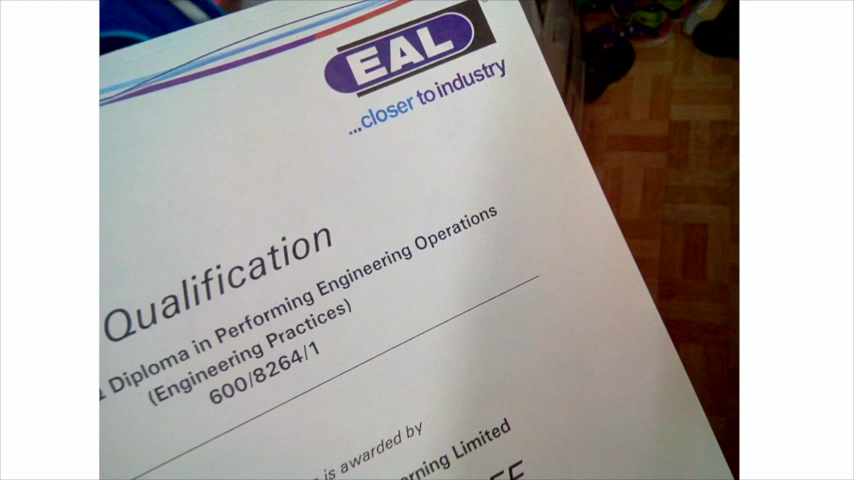 EAL
...closer to industry
Qualification
Diploma in Performing Engineering Operations
(Engineering Practices)
600/8264/1
is awarded by
Limited